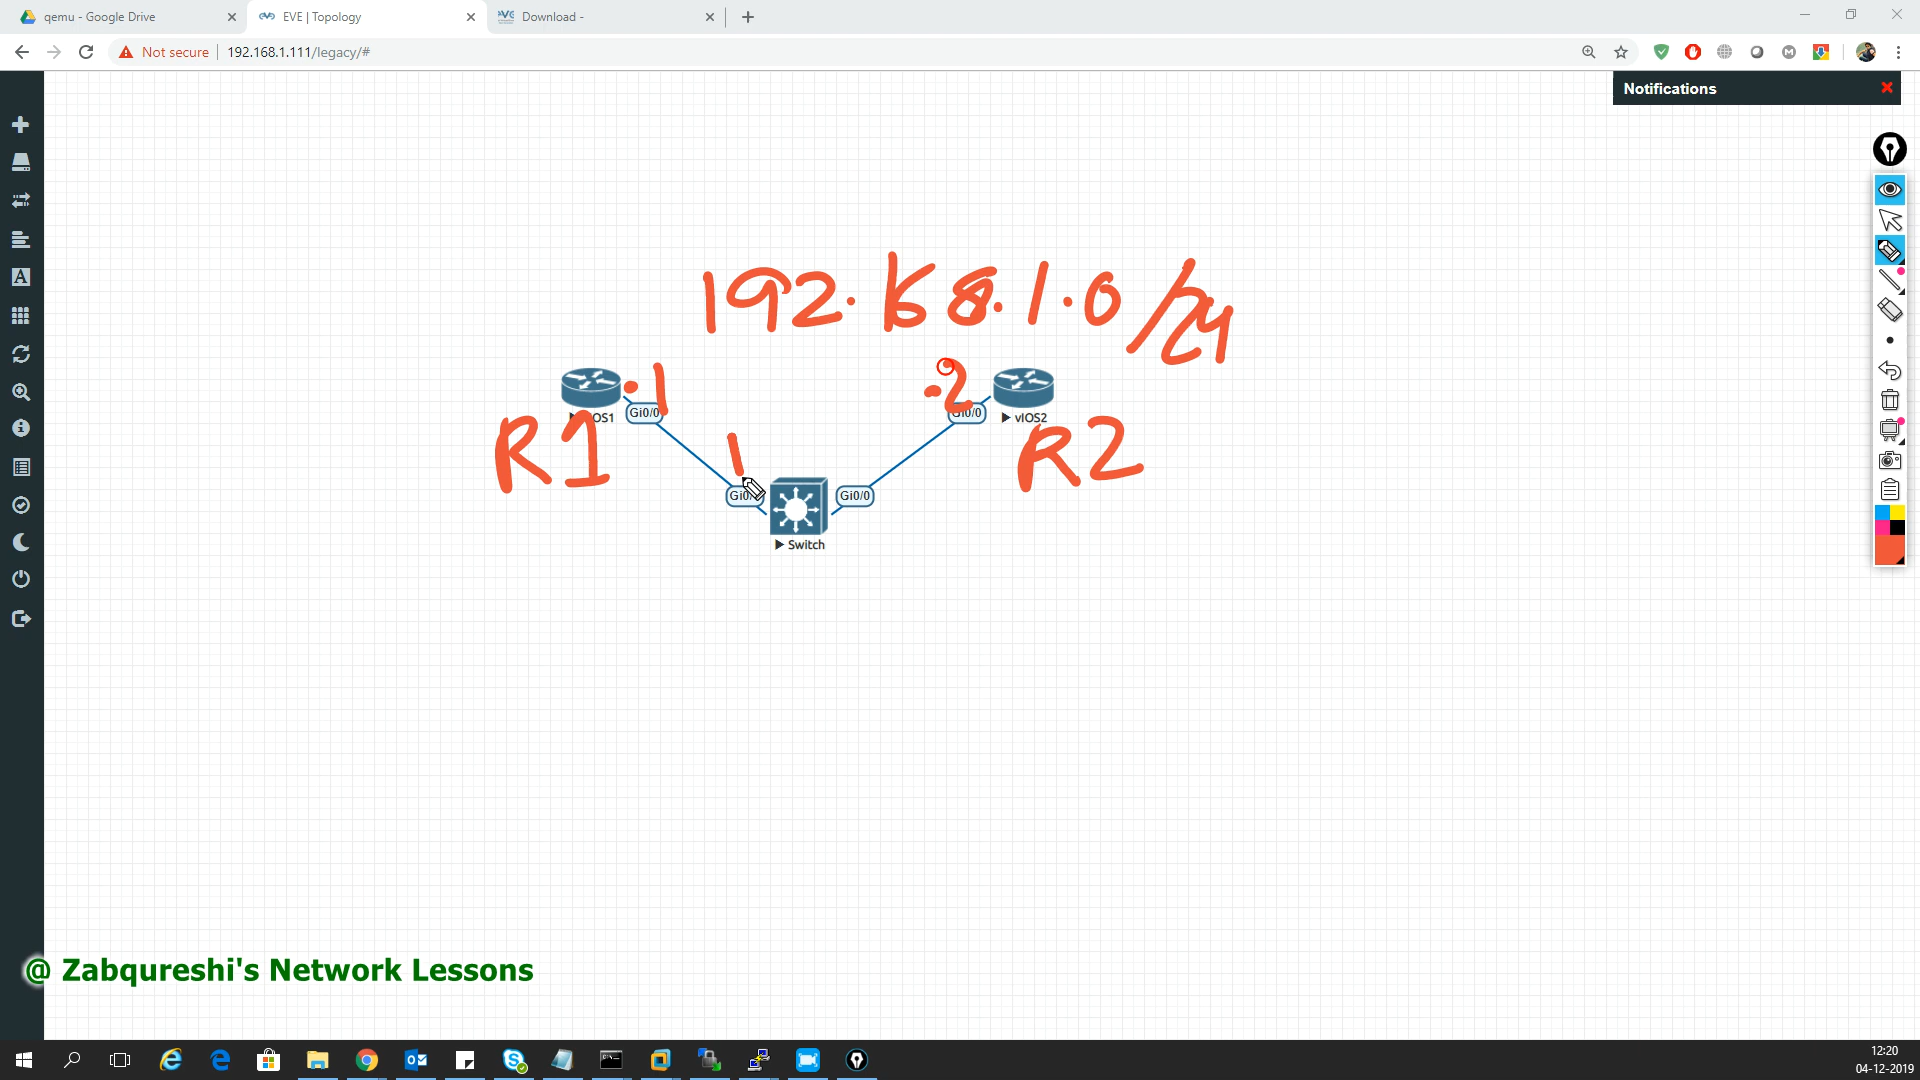 qemu - Google Drive
EVE | Topology
Download -
Not secure
192.168.1.111/legacy/#
Notifications
192.168.1.0/24
.1
.2
OS1
Gi0/0
Gi0/0
vIOS2
R1
R2
1
Gi0/0
Switch
@ Zabqureshi's Network Lessons
12:20
04-12-2019